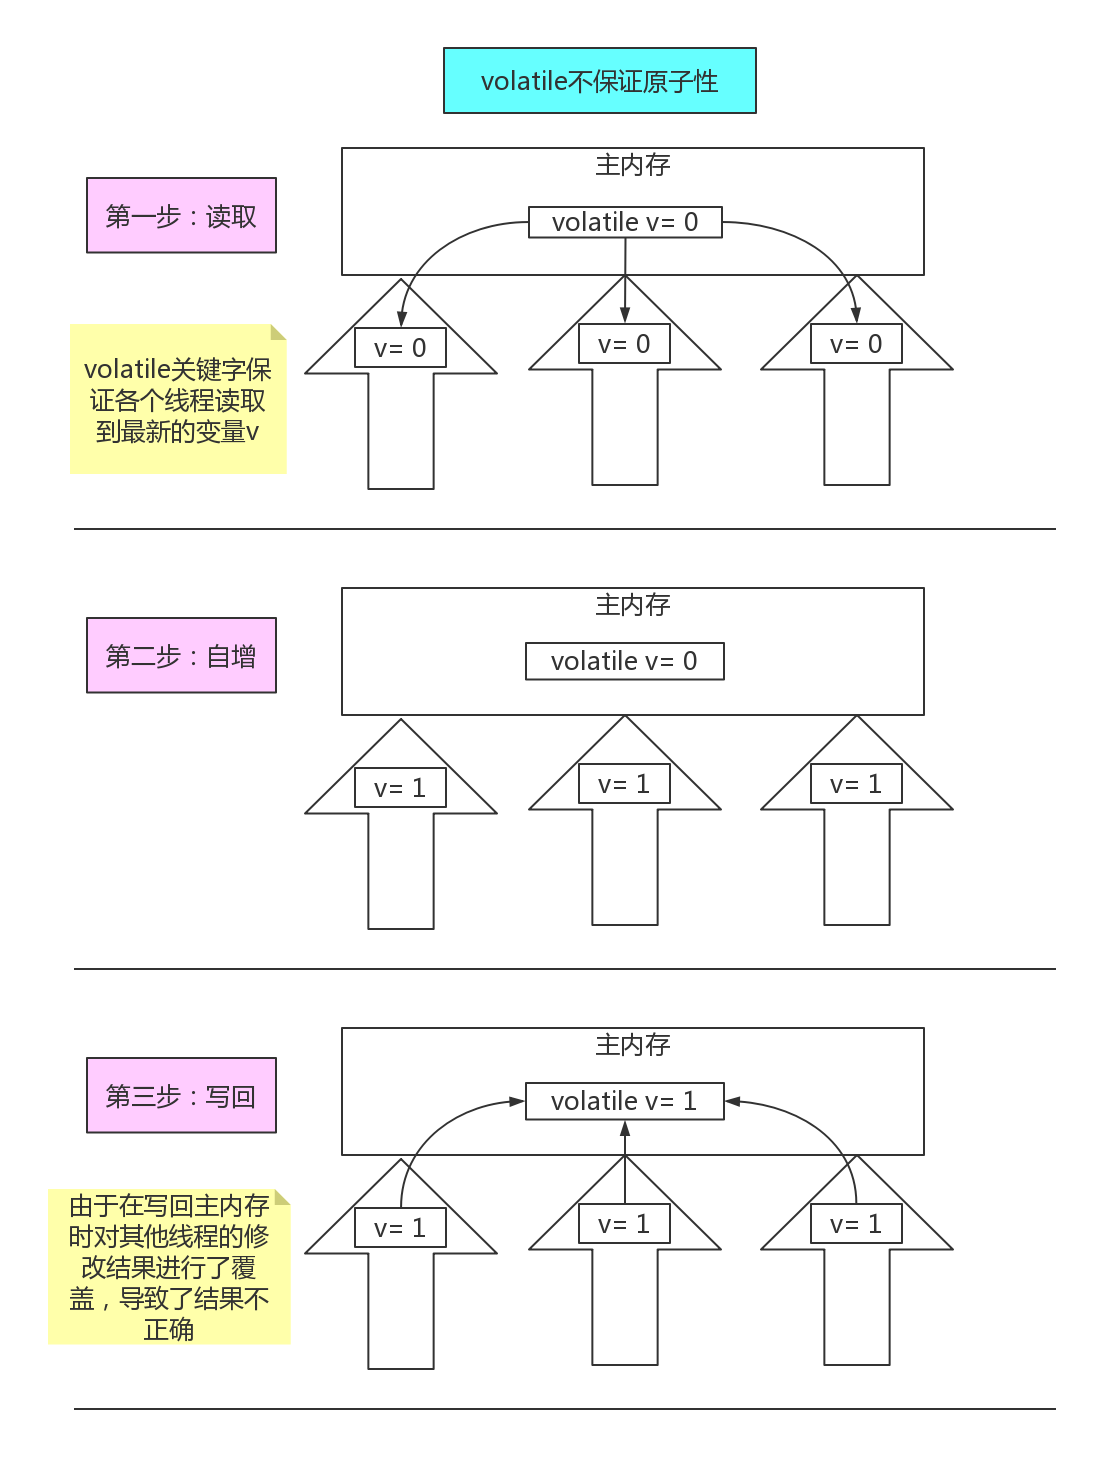 volatile不保证原子性
主内存
第一步：读取
volatile v= 0
v= 0
v= 0
v= 0
volatile关键字保
证各个线程读取
到最新的变量v
主内存
第二步：自增
volatile v= 0
v= 1
v= 1
v= 1
主内存
第三步：写回
volatile v= 1
v= 1
v= 1
v= 1
由于在写回主内存
时对其他线程的修
改结果进行了覆
盖，导致了结果不
正确